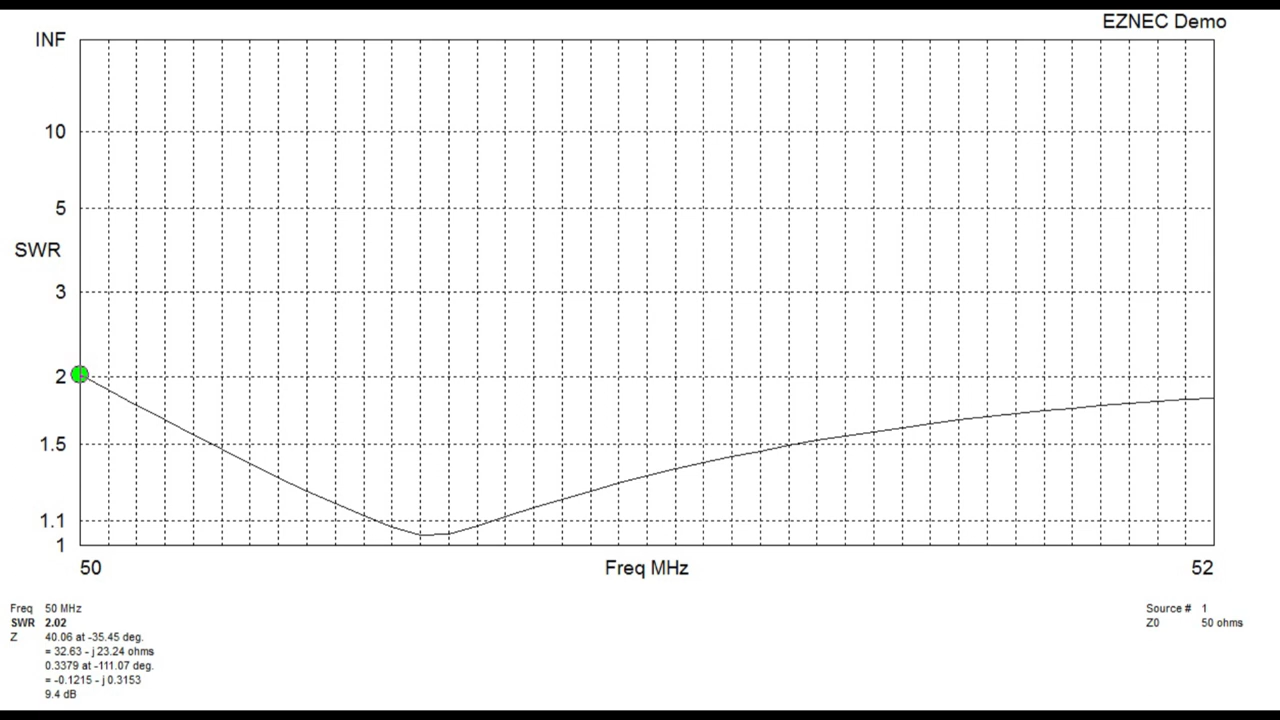 EZNEC Demo
INF
10
5
SWR
3
2
1.5
1.1
1
50 Freq MHz 52
Freq 50 MHz
SWR 2.02
Z 40.06 at -35.45 deg.
= 32.63 - j 23.24 ohms
0.3379 at -111.07 deg.
= -0.1215 - j 0.3153
9.4 dB
Source # 1
Z0 50 ohms